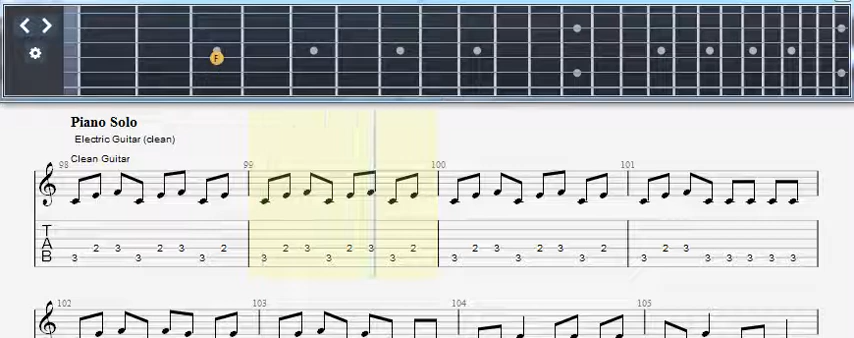 F
Piano Solo
Electric Guitar (clean)
Clean Guitar
98 99 100 101
T
A 2 3 2 3 2 2 3 2 3 2 2 3 2 3 2 2 3
B 3 3 3 3 3 3 3 3 3 3 3 3 3 3 3
102 103 104 105